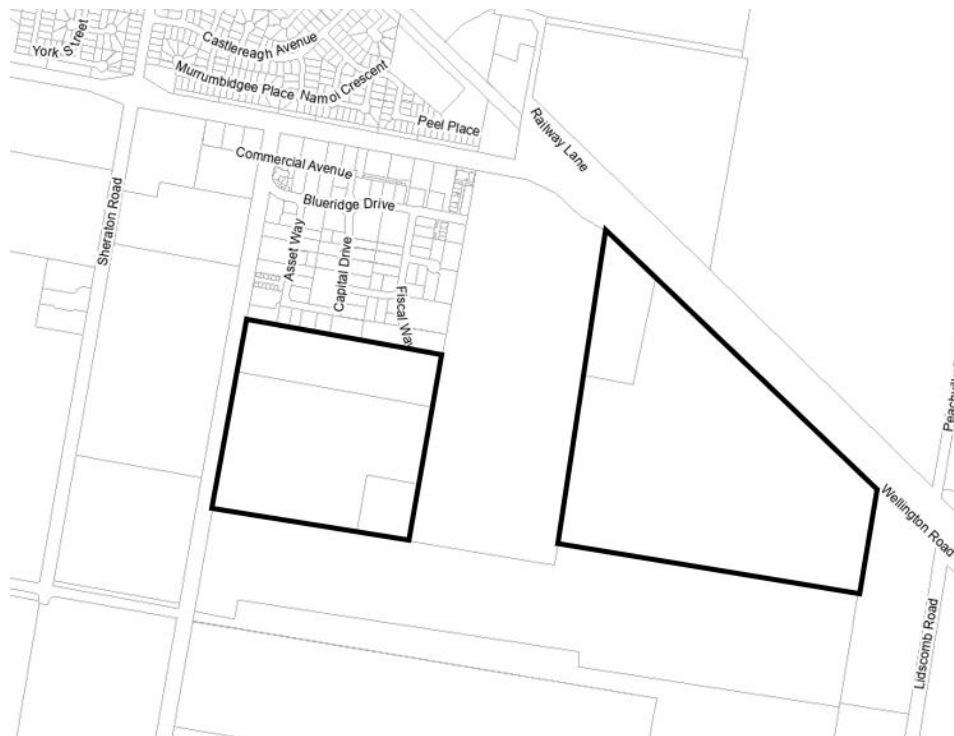 York Street
Castlereagh Avenue
Murrumbidgee Place
Namoi Crescent
Peel Place
Railway Lane
Commercial Avenue
Blueridge Drive
Sheraton Road
Asset Way
Capital Drive
Fiscal Way
Wellington Road
Lidscomb Road